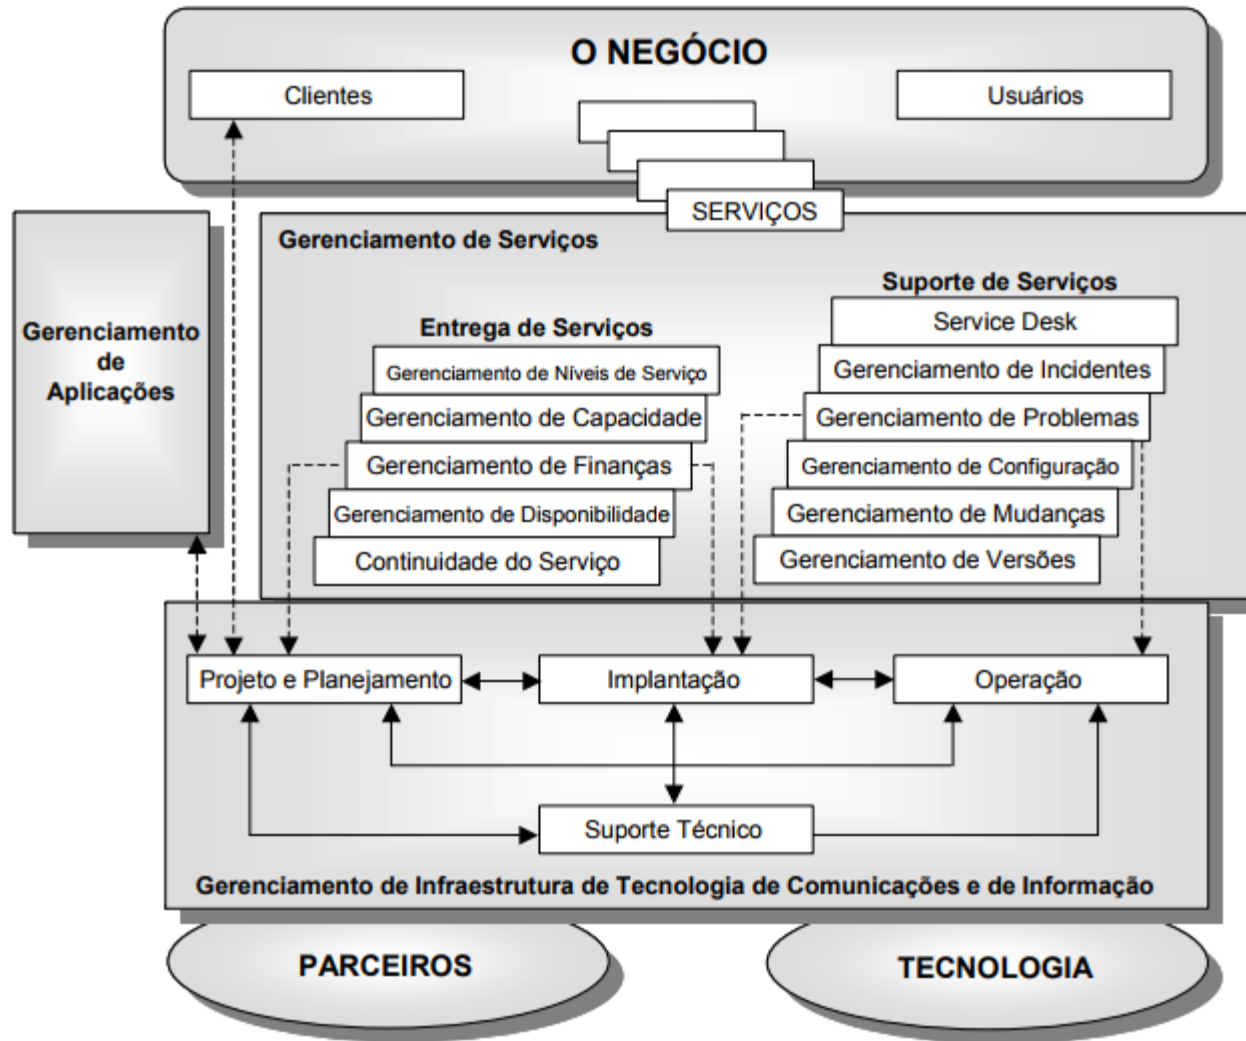 O NEGÓCIO
Clientes
Usuários
SERVIÇOS
Gerenciamento de Serviços
Gerenciamento
de
Aplicações
Entrega de Serviços
Gerenciamento de Níveis de Serviço
Gerenciamento de Capacidade
Gerenciamento de Finanças
Gerenciamento de Disponibilidade
Continuidade do Serviço
Suporte de Serviços
Service Desk
Gerenciamento de Incidentes
Gerenciamento de Problemas
Gerenciamento de Configuração
Gerenciamento de Mudanças
Gerenciamento de Versões
Projeto e Planejamento
Implantação
Operação
Suporte Técnico
Gerenciamento de Infraestrutura de Tecnologia de Comunicações e de Informação
PARCEIROS
TECNOLOGIA